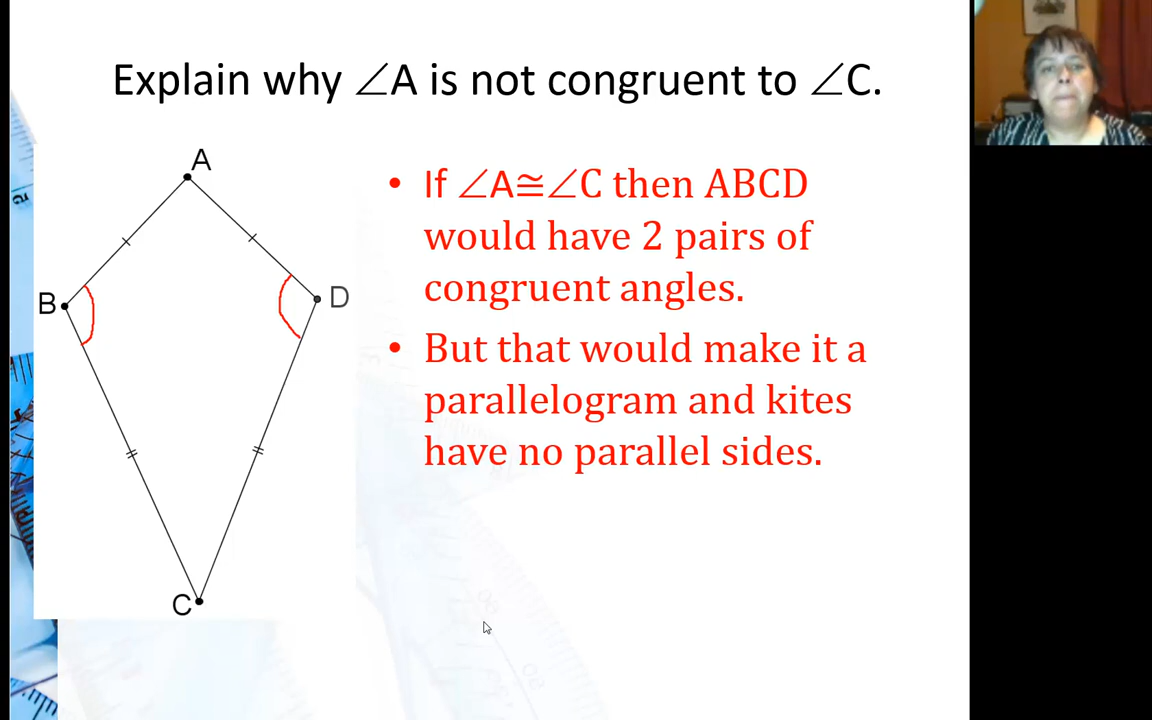 Explain why ∠A is not congruent to ∠C.
A
B
D
C
• If ∠A≅∠C then ABCD
would have 2 pairs of
congruent angles.
• But that would make it a
parallelogram and kites
have no parallel sides.